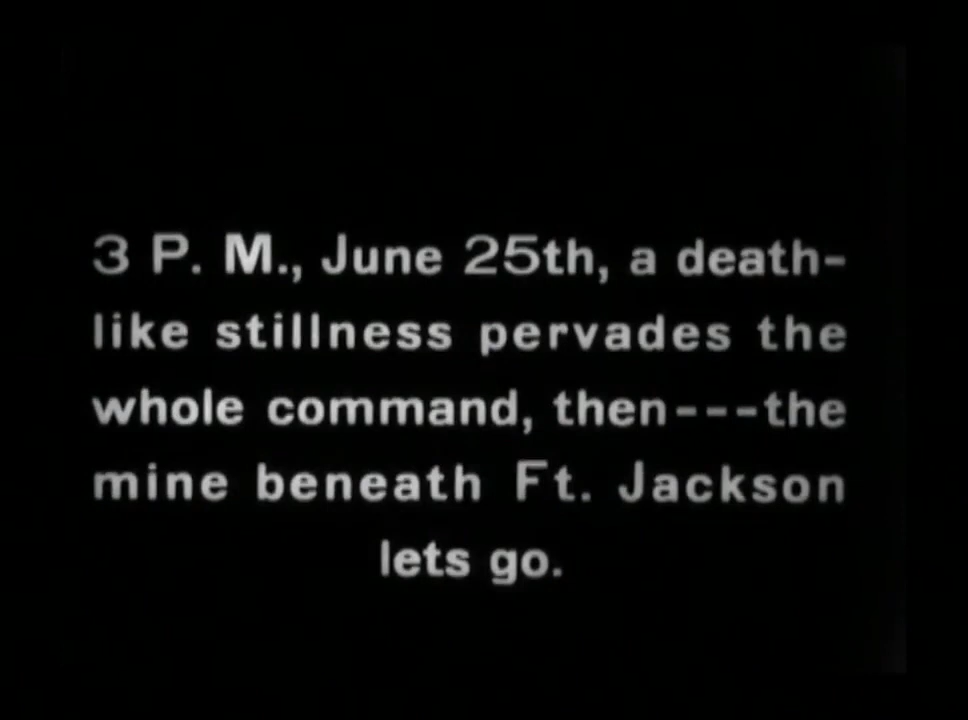 3 P. M., June 25th, a death-
like stillness pervades the
whole command, then---the
mine beneath Ft. Jackson
lets go.